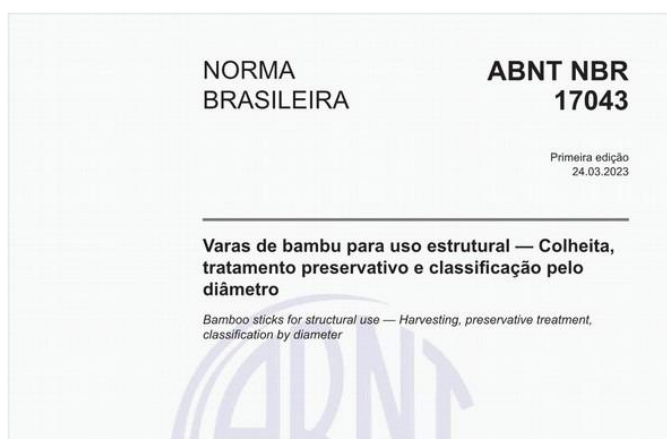 NORMA
BRASILEIRA
ABNT NBR
17043
Primeira edição
24.03.2023
Varas de bambu para uso estrutural — Colheita,
tratamento preservativo e classificação pelo
diâmetro
Bamboo sticks for structural use — Harvesting, preservative treatment,
classification by diameter
ABNT